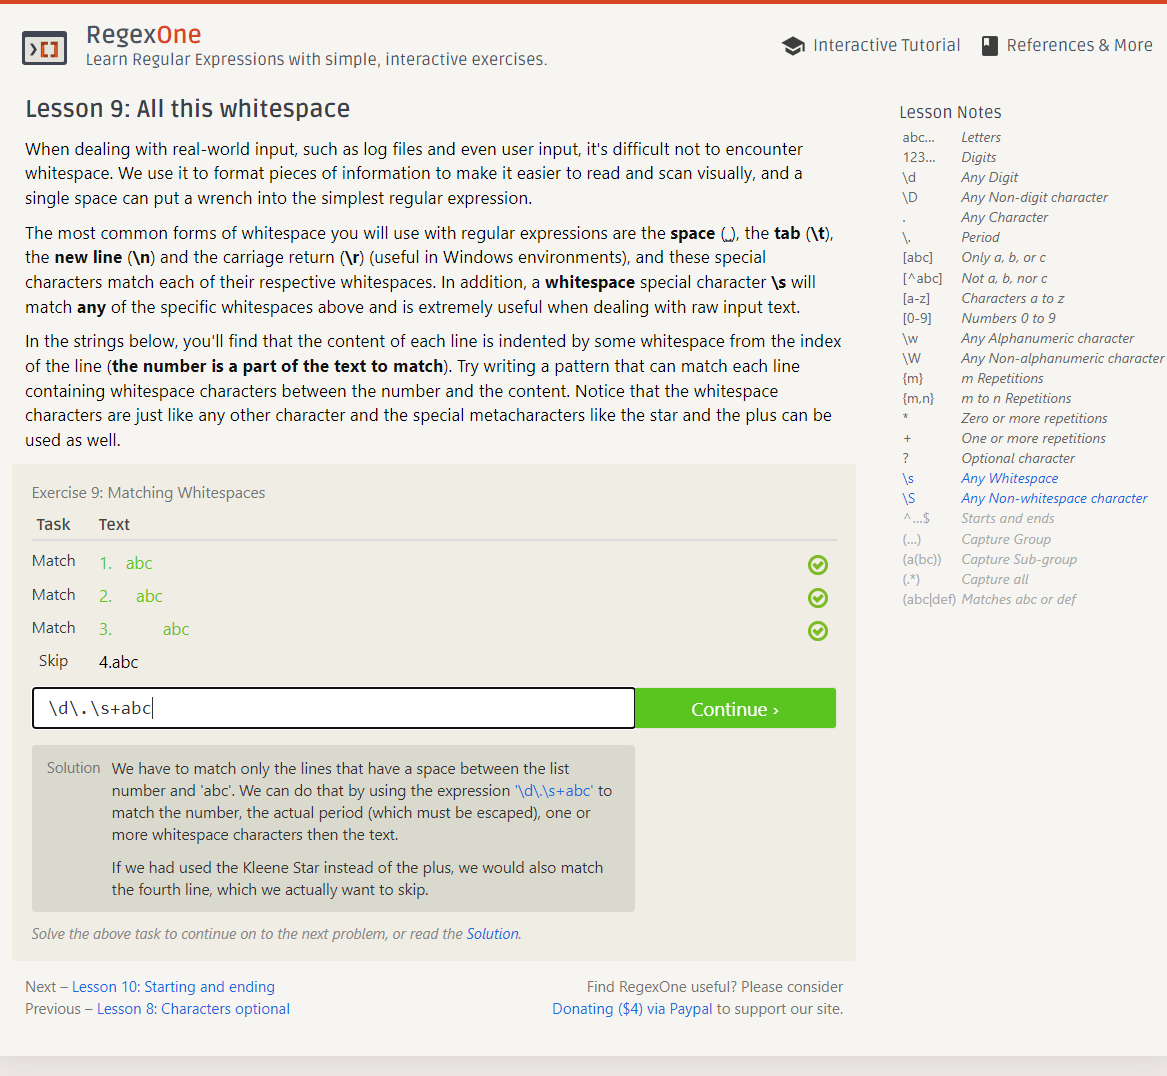 RegexOne
Learn Regular Expressions with simple, interactive exercises.
Interactive Tutorial
References & More
Lesson 9: All this whitespace
When dealing with real-world input, such as log files and even user input, it's difficult not to encounter
whitespace. We use it to format pieces of information to make it easier to read and scan visually, and a
single space can put a wrench into the simplest regular expression.
The most common forms of whitespace you will use with regular expressions are the space (␣), the tab (\t),
the new line (\n) and the carriage return (\r) (useful in Windows environments), and these special
characters match each of their respective whitespaces. In addition, a whitespace special character \s will
match any of the specific whitespaces above and is extremely useful when dealing with raw input text.
In the strings below, you'll find that the content of each line is indented by some whitespace from the index
of the line (the number is a part of the text to match). Try writing a pattern that can match each line
containing whitespace characters between the number and the content. Notice that the whitespace
characters are just like any other character and the special metacharacters like the star and the plus can be
used as well.
Exercise 9: Matching Whitespaces
Task Text
Match 1.   abc
Match 2.     abc
Match 3.           abc
Skip 4.abc
\d\.\s+abc
Continue ›
Solution We have to match only the lines that have a space between the list
number and 'abc'. We can do that by using the expression '\d\.\s+abc' to
match the number, the actual period (which must be escaped), one or
more whitespace characters then the text.
If we had used the Kleene Star instead of the plus, we would also match
the fourth line, which we actually want to skip.
Solve the above task to continue on to the next problem, or read the Solution.
Next – Lesson 10: Starting and ending
Previous – Lesson 8: Characters optional
Find RegexOne useful? Please consider
Donating ($4) via Paypal to support our site.
Lesson Notes
abc… Letters
123… Digits
\d Any Digit
\D Any Non-digit character
. Any Character
\. Period
[abc] Only a, b, or c
[^abc] Not a, b, nor c
[a-z] Characters a to z
[0-9] Numbers 0 to 9
\w Any Alphanumeric character
\W Any Non-alphanumeric character
{m} m Repetitions
{m,n} m to n Repetitions
* Zero or more repetitions
+ One or more repetitions
? Optional character
\s Any Whitespace
\S Any Non-whitespace character
^…$ Starts and ends
(…) Capture Group
(a(bc)) Capture Sub-group
(.*) Capture all
(abc|def) Matches abc or def